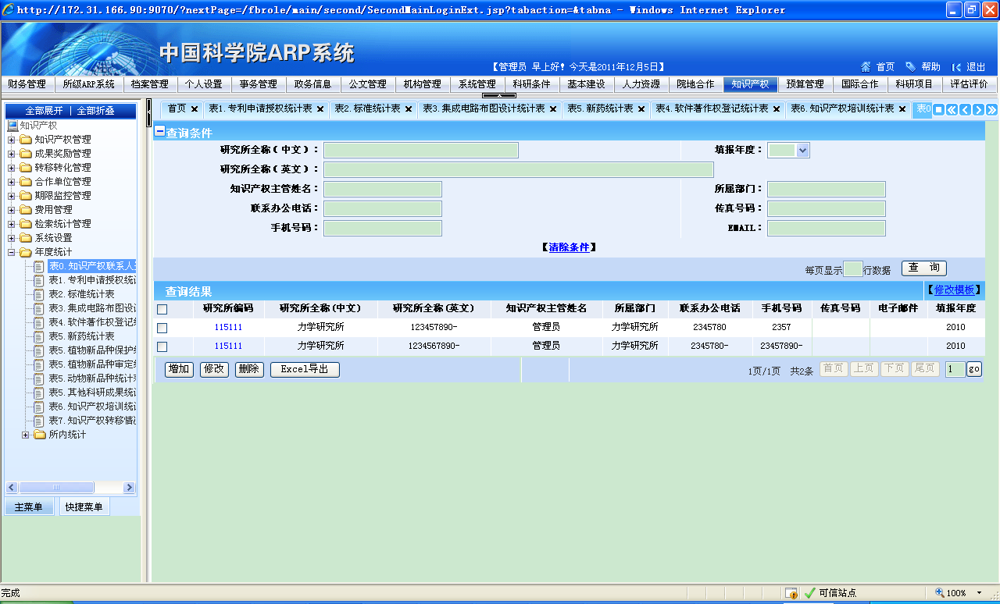 http://172.31.166.90:9070/?nextPage=/fbrole/main/second/SecondMainLoginExt.jsp?tabaction=&tabna - Windows Internet Explorer
中国科学院ARP系统
【管理员 早上好! 今天是2011年12月5日】
首页 帮助 退出
财务管理 所级ARP系统 档案管理 个人设置 事务管理 政务信息 公文管理 机构管理 系统管理 科研条件 基本建设 人力资源 院地合作 知识产权 预算管理 国际合作 科研项目 评估评价
全部展开 | 全部折叠
首页 表1.专利申请授权统计表 表2.标准统计表 表3.集成电路布图设计统计表 表5.新药统计表 表4.软件著作权登记统计表 表6.知识产权培训统计表 表0
知识产权
知识产权管理
成果奖励管理
转移转化管理
合作单位管理
期限监控管理
费用管理
检索统计管理
系统设置
年度统计
表0.知识产权联系人
表1.专利申请授权统
表2.标准统计表
表3.集成电路布图设
表4.软件著作权登记
表5.新药统计表
表5.植物新品种保护
表5.植物新品种审定
表5.动物新品种统计
表5.其他科研成果统
表6.知识产权培训统
表7.知识产权转移情
所内统计
主菜单 快捷菜单
查询条件
研究所全称(中文): 填报年度:
研究所全称(英文):
知识产权主管姓名: 所属部门:
联系办公电话: 传真号码:
手机号码: EMAIL:
【清除条件】
每页显示 行数据 查 询
查询结果 【修改模板】
研究所编码 研究所全称(中文) 研究所全称(英文) 知识产权主管姓名 所属部门 联系办公电话 手机号码 传真号码 电子邮件 填报年度
115111 力学研究所 123457890- 管理员 力学研究所 2345780 2357 2010
115111 力学研究所 1234567890- 管理员 力学研究所 2345780- 23457890- 2010
增加 修改 删除 Excel导出 1页/1页 共2条 首页 上页 下页 尾页 1 go
完成 可信站点 100%